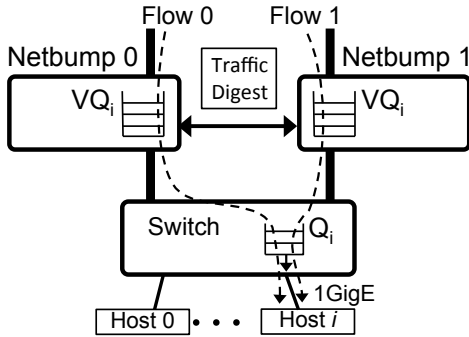 Flow 0 Flow 1
Netbump 0 Netbump 1
Traffic
Digest
VQi VQi
Switch Qi
1GigE
Host 0 • • • Host i